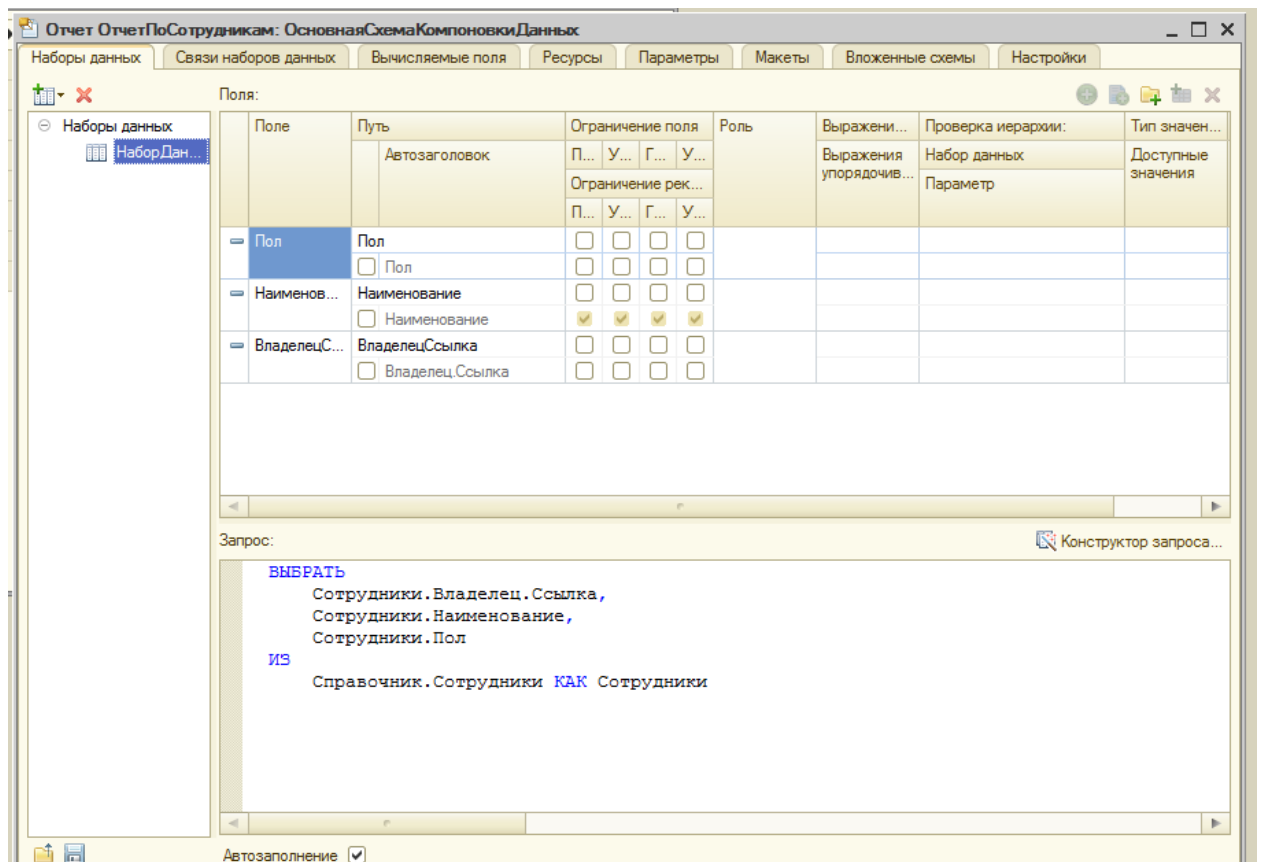 Отчет ОтчетПоСотрудникам: ОсновнаяСхемаКомпоновкиДанных
Наборы данных Связи наборов данных Вычисляемые поля Ресурсы Параметры Макеты Вложенные схемы Настройки
Поля:
Наборы данных
НаборДан...
Поле Путь Ограничение поля Роль Выражени... Проверка иерархии: Тип значен...
Автозаголовок П... У... Г... У... Выражения упорядочив... Набор данных Доступные значения
Ограничение рек... Параметр
П... У... Г... У...
Пол Пол
Пол
Наименов... Наименование
Наименование
ВладелецС... ВладелецСсылка
Владелец.Ссылка
Запрос: Конструктор запроса...
ВЫБРАТЬ
Сотрудники.Владелец.Ссылка,
Сотрудники.Наименование,
Сотрудники.Пол
ИЗ
Справочник.Сотрудники КАК Сотрудники
Автозаполнение